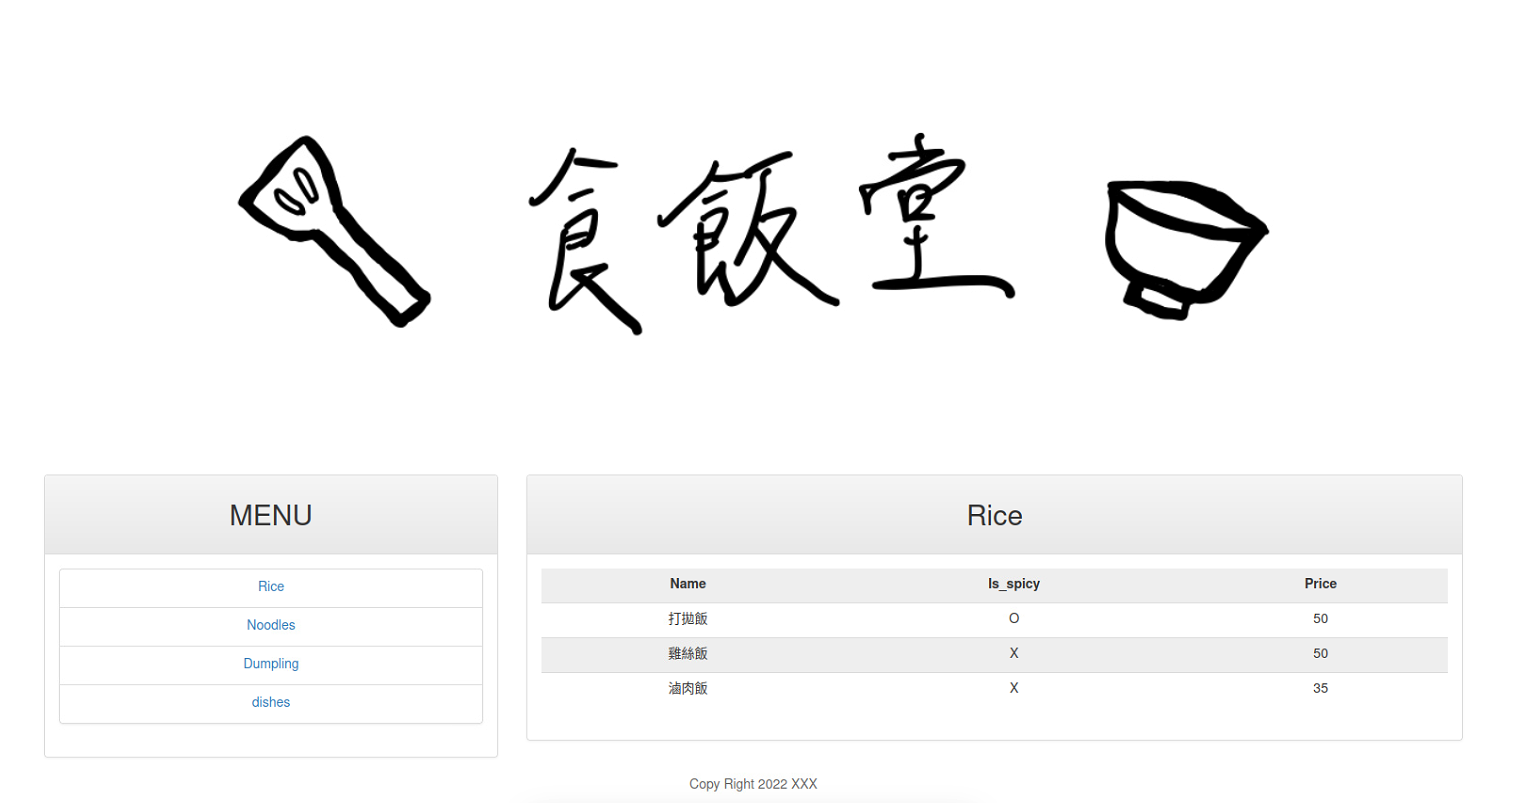 食飯堂
MENU
Rice
Noodles
Dumpling
dishes
Rice
Name Is_spicy Price
打拋飯 O 50
雞絲飯 X 50
滷肉飯 X 35
Copy Right 2022 XXX